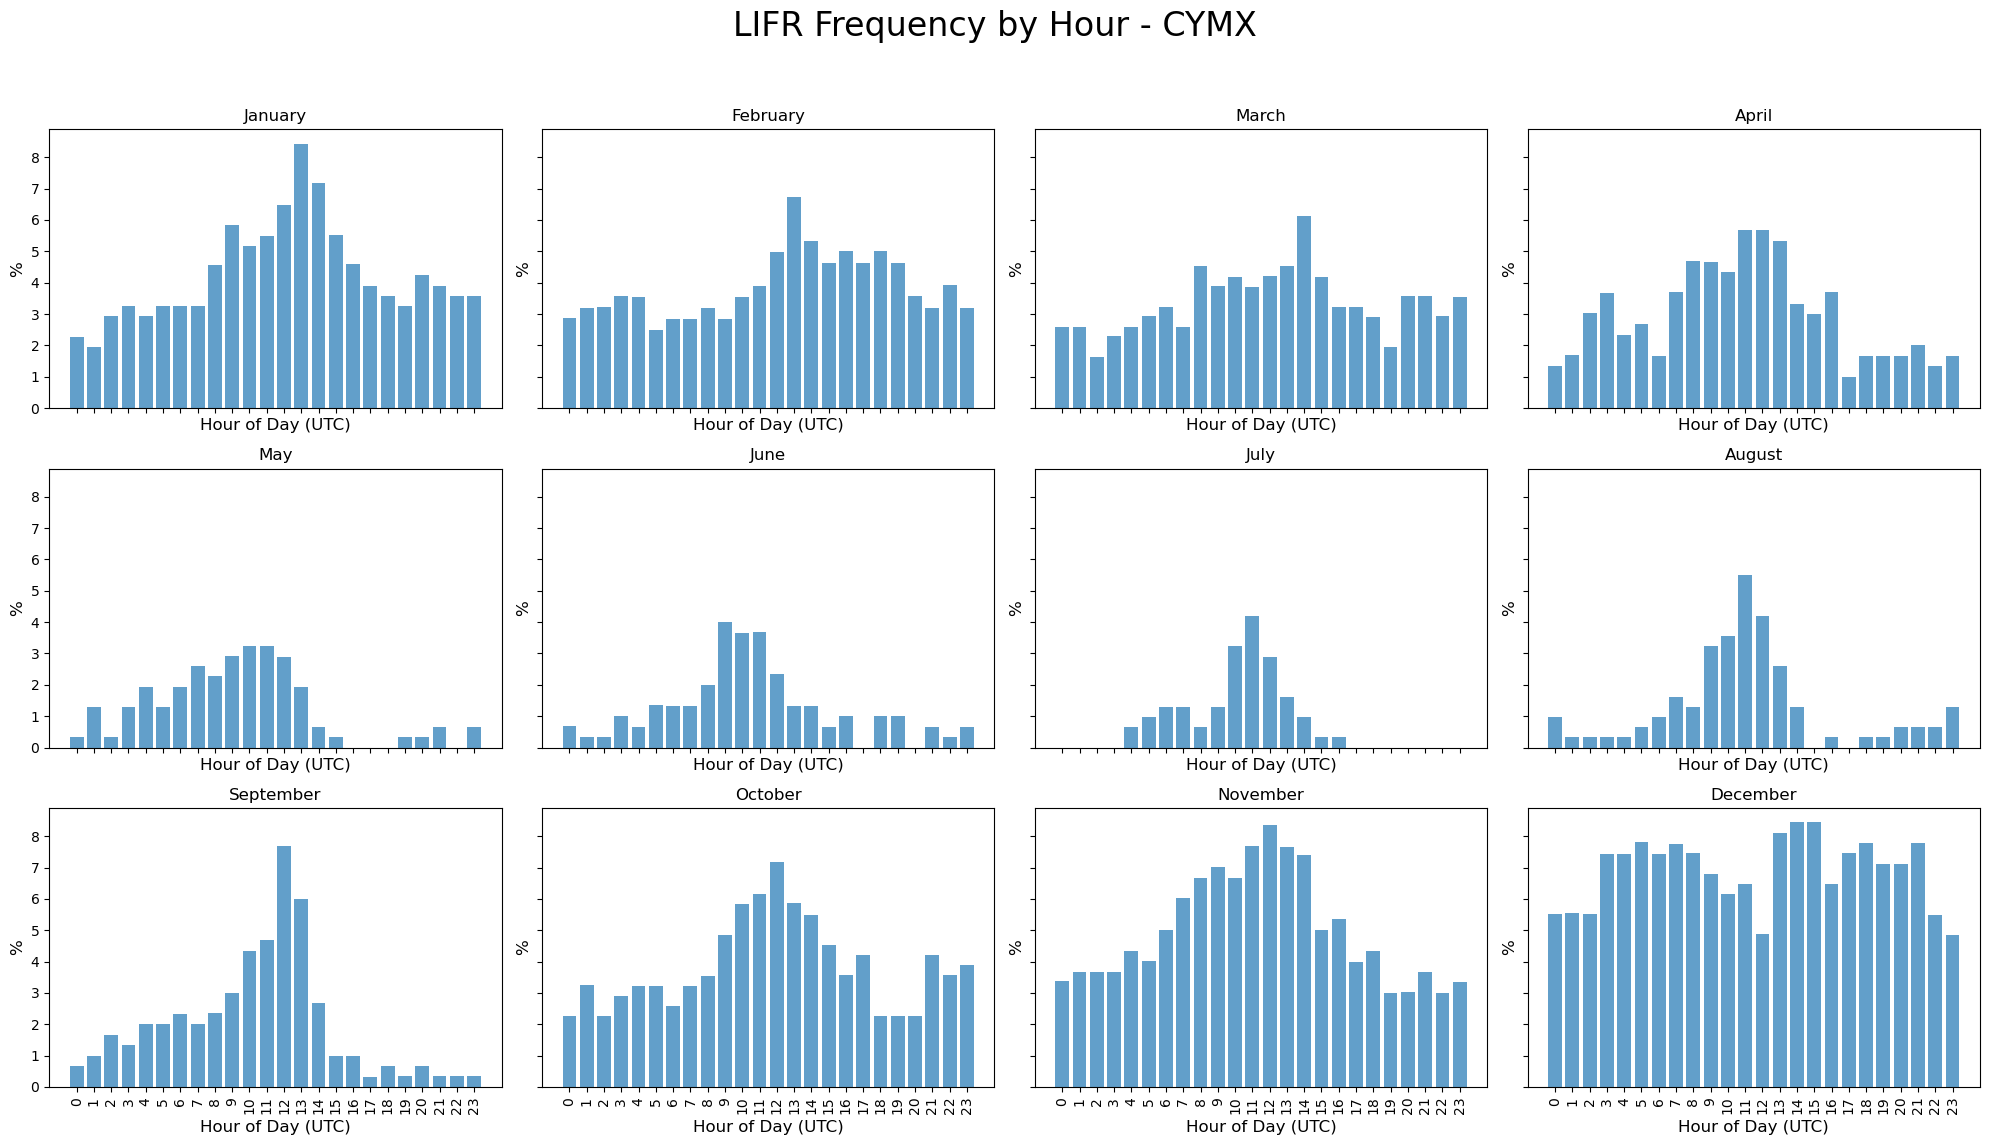 LIFR Frequency by Hour - CYMX
January
February
March
April
8
7
6
5
4
3
2
1
0
%
%
%
%
Hour of Day (UTC)
Hour of Day (UTC)
Hour of Day (UTC)
Hour of Day (UTC)
May
June
July
August
8
7
6
5
4
3
2
1
0
%
%
%
%
Hour of Day (UTC)
Hour of Day (UTC)
Hour of Day (UTC)
Hour of Day (UTC)
September
October
November
December
8
7
6
5
4
3
2
1
0
%
%
%
%
0 1 2 3 4 5 6 7 8 9 10 11 12 13 14 15 16 17 18 19 20 21 22 23
0 1 2 3 4 5 6 7 8 9 10 11 12 13 14 15 16 17 18 19 20 21 22 23
0 1 2 3 4 5 6 7 8 9 10 11 12 13 14 15 16 17 18 19 20 21 22 23
0 1 2 3 4 5 6 7 8 9 10 11 12 13 14 15 16 17 18 19 20 21 22 23
Hour of Day (UTC)
Hour of Day (UTC)
Hour of Day (UTC)
Hour of Day (UTC)